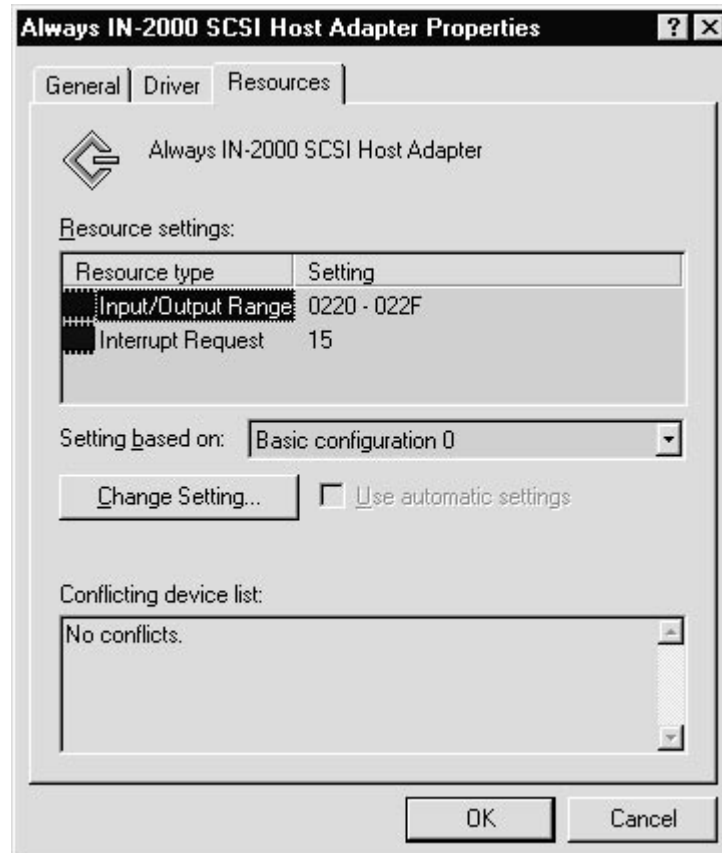 Always IN-2000 SCSI Host Adapter Properties
General Driver Resources
Always IN-2000 SCSI Host Adapter
Resource settings:
Resource type Setting
Input/Output Range 0220 - 022F
Interrupt Request 15
Setting based on: Basic configuration 0
Change Setting... Use automatic settings
Conflicting device list:
No conflicts.
OK Cancel